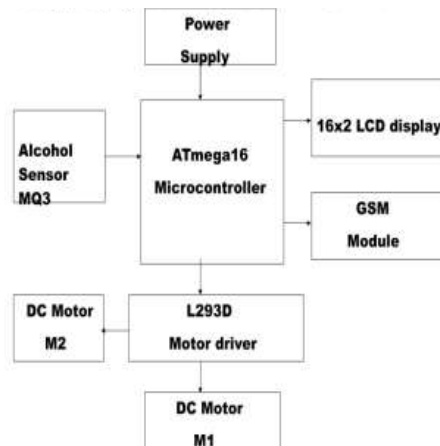 Power
Supply
16x2 LCD display
Alcohol
Sensor
MQ3
ATmega16
Microcontroller
GSM
Module
DC Motor
M2
L293D
Motor driver
DC Motor
M1